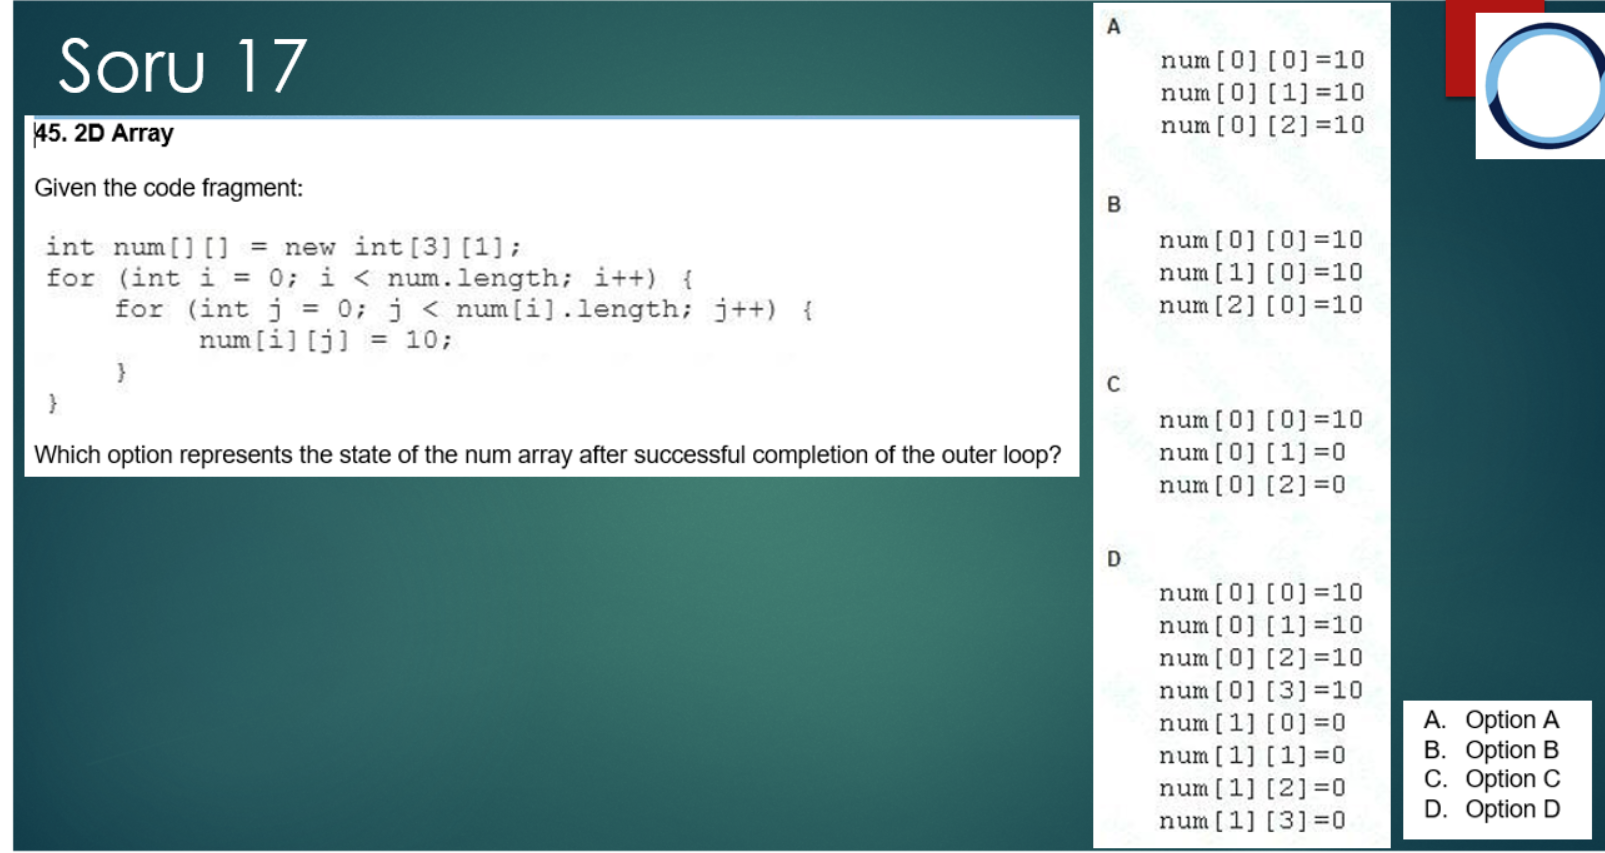 Soru 17
45. 2D Array
Given the code fragment:
int num[][] = new int[3][1];
for (int i = 0; i < num.length; i++) {
for (int j = 0; j < num[i].length; j++) {
num[i][j] = 10;
}
}
Which option represents the state of the num array after successful completion of the outer loop?
A
num[0][0]=10
num[0][1]=10
num[0][2]=10
B
num[0][0]=10
num[1][0]=10
num[2][0]=10
C
num[0][0]=10
num[0][1]=0
num[0][2]=0
D
num[0][0]=10
num[0][1]=10
num[0][2]=10
num[0][3]=10
num[1][0]=0
num[1][1]=0
num[1][2]=0
num[1][3]=0
A. Option A
B. Option B
C. Option C
D. Option D